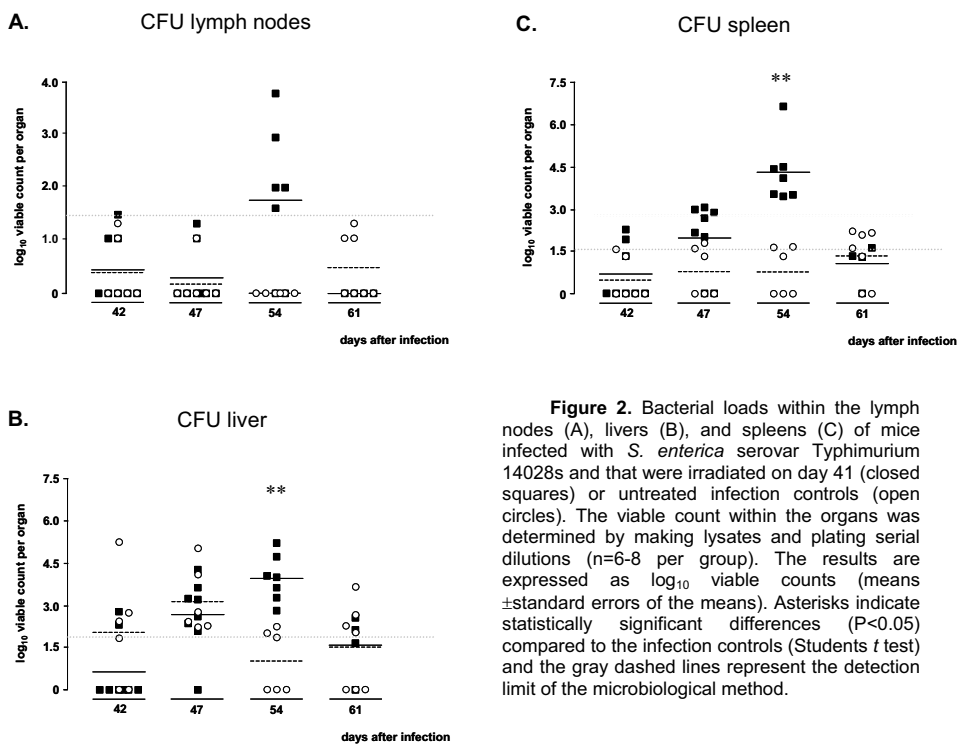 A.
CFU lymph nodes
log10 viable count per organ
4.0
3.0
2.0
1.0
0
42
47
54
61
days after infection
B.
CFU liver
log10 viable count per organ
7.5
**
6.0
4.5
3.0
1.5
0
42
47
54
61
days after infection
C.
CFU spleen
log10 viable count per organ
**
7.5
6.0
4.5
3.0
1.5
0
42
47
54
61
days after infection
Figure 2. Bacterial loads within the lymph
nodes (A), livers (B), and spleens (C) of mice
infected with S. enterica serovar Typhimurium
14028s and that were irradiated on day 41 (closed
squares) or untreated infection controls (open
circles). The viable count within the organs was
determined by making lysates and plating serial
dilutions (n=6-8 per group). The results are
expressed as log10 viable counts (means
±standard errors of the means). Asterisks indicate
statistically significant differences (P<0.05)
compared to the infection controls (Students t test)
and the gray dashed lines represent the detection
limit of the microbiological method.